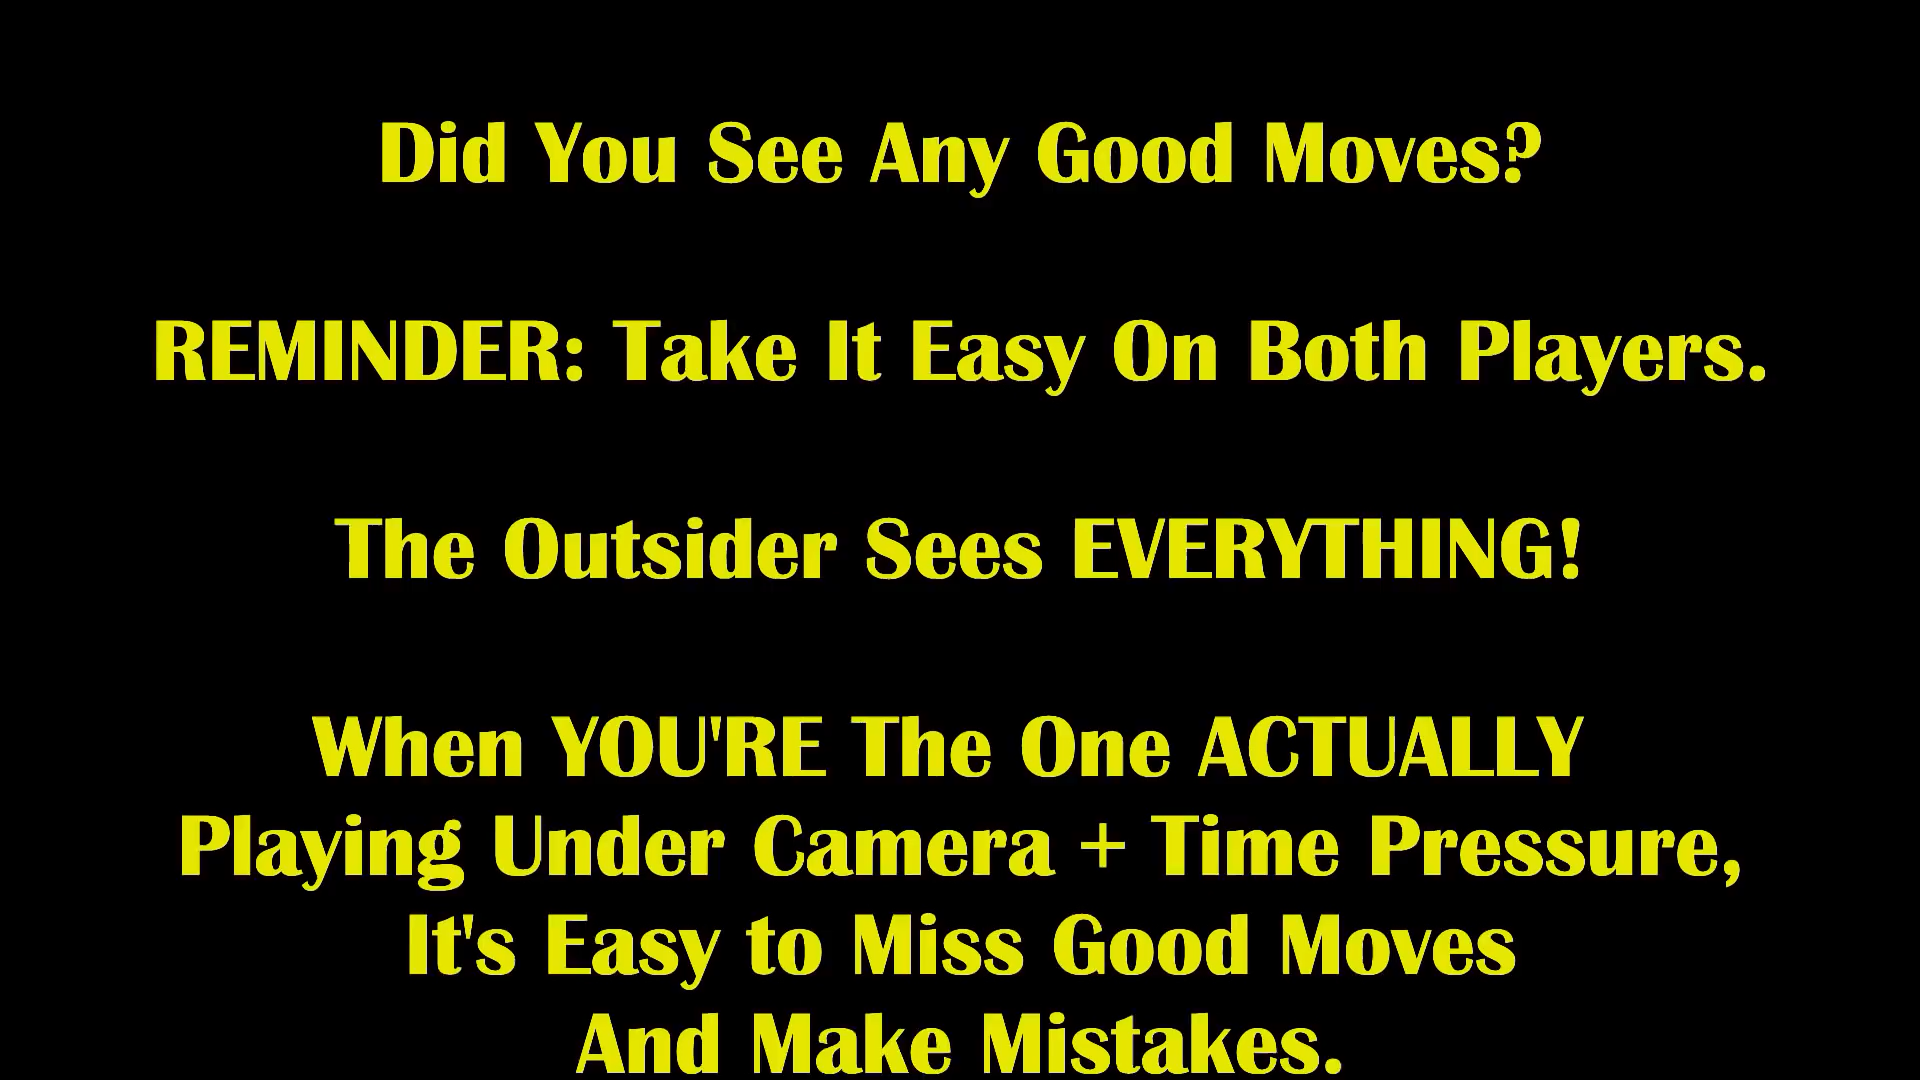 Did You See Any Good Moves?
REMINDER: Take It Easy On Both Players.
The Outsider Sees EVERYTHING!
When YOU'RE The One ACTUALLY
Playing Under Camera + Time Pressure,
It's Easy to Miss Good Moves
And Make Mistakes.